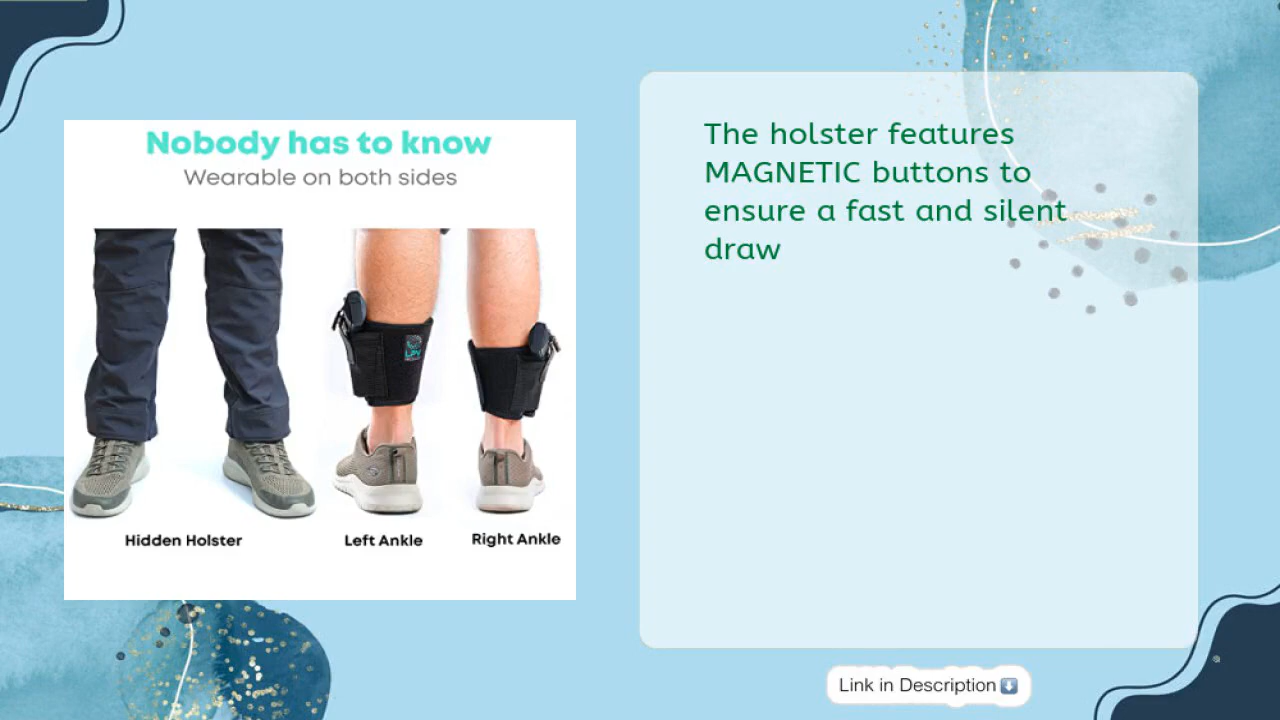 Nobody has to know
Wearable on both sides
Hidden Holster
Left Ankle
Right Ankle
The holster features
MAGNETIC buttons to
ensure a fast and silent
draw
Link in Description